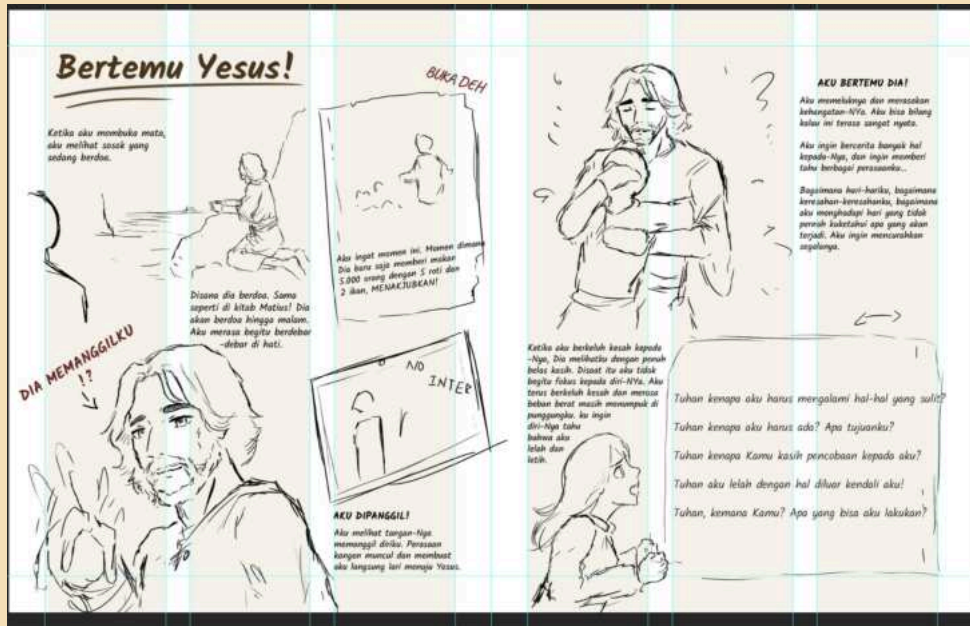 Bertemu Yesus!
Ketika aku membuka mata,
aku melihat sosok yang
sedang berdoa.
Disana dia berdoa. Sama
seperti di kitab Matius! Dia
akan berdoa hingga malam.
Aku merasa begitu berdebar
-debar di hati.
BUKA DEH
Aku ingat momen ini. Momen dimana
Dia baru saja memberi makan
5.000 orang dengan 5 roti dan
2 ikan, MENAKJUBKAN!
DIA MEMANGGILKU
!?
NO
INTER
AKU DIPANGGIL!
Aku melihat tangan-Nya
memanggil diriku. Perasaan
kangen muncul dan membuat
aku langsung lari menuju Yesus.
AKU BERTEMU DIA!
Aku memeluknya dan merasakan
kehangatan-NYa. Aku bisa bilang
kalau ini terasa sangat nyata.
Aku ingin bercerita banyak hal
kepada-Nya, dan ingin memberi
tahu berbagai perasaanku...
Bagaimana hari-hariku, bagaimana
keresahan-keresahanku, bagaimana
aku menghadapi hari yang tidak
pernah kuketahui apa yang akan
terjadi. Aku ingin mencurahkan
segalanya.
Ketika aku berkeluh kesah kepada
-Nya, Dia melihatku dengan penuh
belas kasih. Disaat itu aku tidak
begitu fokus kepada diri-NYa. Aku
terus berkeluh kesah dan merasa
beban berat masih menumpuk di
punggungku. ku ingin
diri-Nya tahu
bahwa aku
lelah dan
letih.
Tuhan kenapa aku harus mengalami hal-hal yang sulit?
Tuhan kenapa aku harus ada? Apa tujuanku?
Tuhan kenapa Kamu kasih pencobaan kepada aku?
Tuhan aku lelah dengan hal diluar kendali aku!
Tuhan, kemana Kamu? Apa yang bisa aku lakukan?